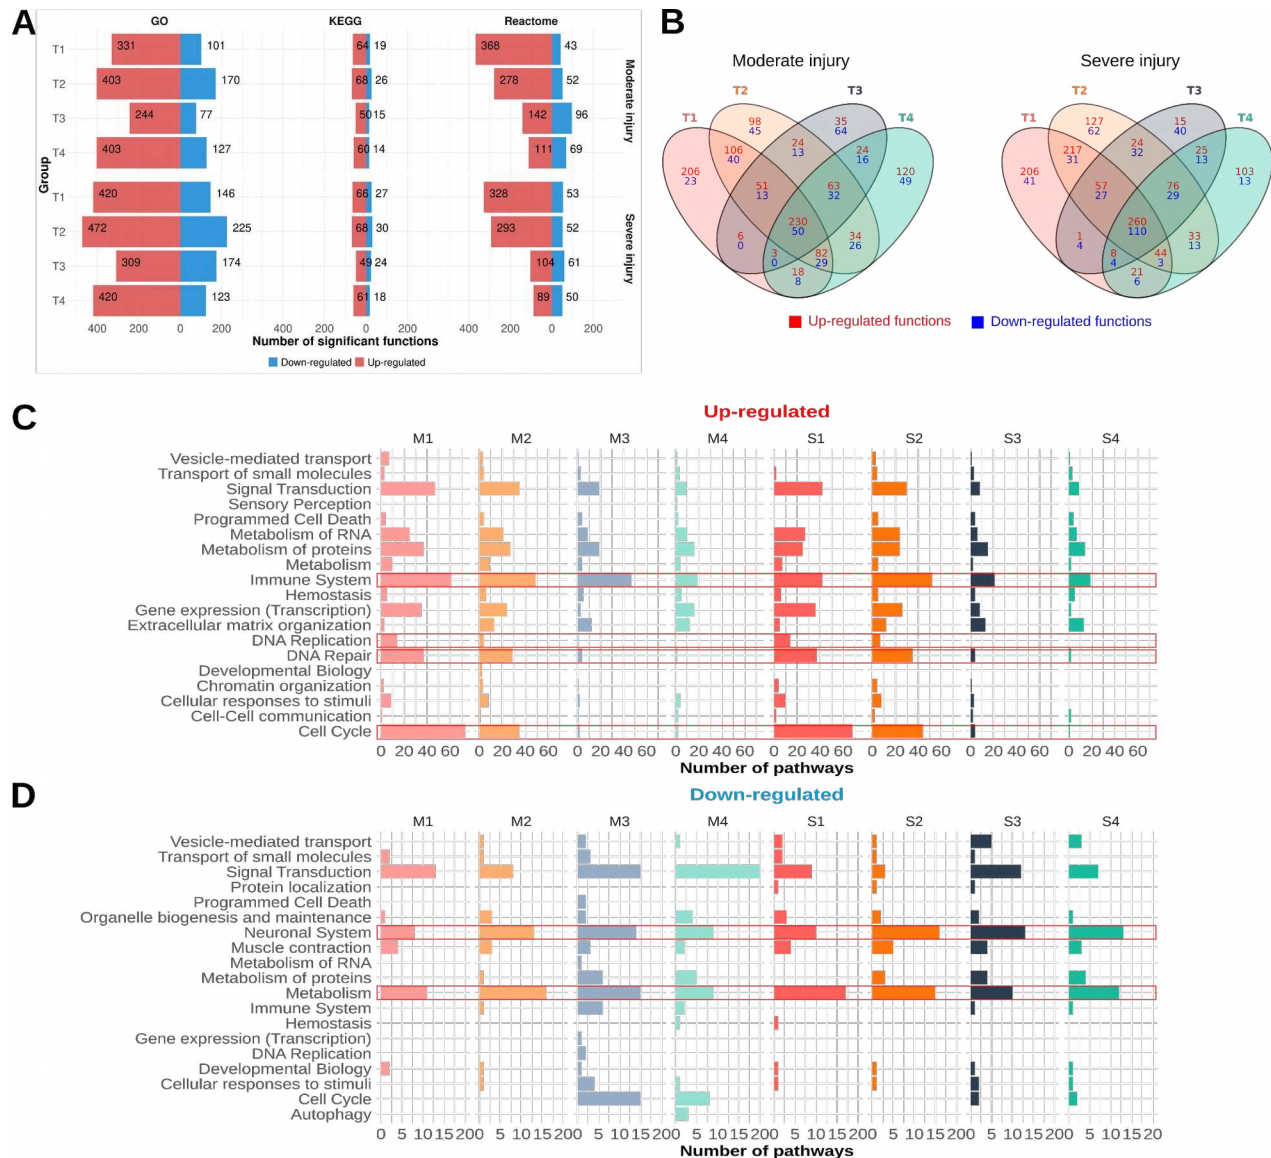 A
GO KEGG Reactome
T1 331 101 64 19 368 43
T2 403 170 68 26 278 52
T3 244 77 50 15 142 96
T4 403 127 60 14 111 69
Moderate injury
Group
T1 420 146 66 27 328 53
T2 472 225 68 30 293 52
T3 309 174 49 24 104 61
T4 420 123 61 18 89 50
Severe injury
400 200 0 200 400 200 0 200 400 200 0 200
Number of significant functions
Down-regulated Up-regulated
B
Moderate injury
T1 T2 T3 T4
98
45
35
64
106
40
24
13
24
16
206
23
51
13
63
32
120
49
230
50
6
0
34
26
3
0
82
29
18
8
Severe injury
T1 T2 T3 T4
127
62
15
40
217
31
24
32
25
13
206
41
57
27
76
29
103
13
260
110
1
4
33
13
8
4
44
3
21
6
Up-regulated functions Down-regulated functions
C
Up-regulated
M1 M2 M3 M4 S1 S2 S3 S4
Vesicle-mediated transport
Transport of small molecules
Signal Transduction
Sensory Perception
Programmed Cell Death
Metabolism of RNA
Metabolism of proteins
Metabolism
Immune System
Hemostasis
Gene expression (Transcription)
Extracellular matrix organization
DNA Replication
DNA Repair
Developmental Biology
Chromatin organization
Cellular responses to stimuli
Cell-Cell communication
Cell Cycle
0 20 40 60 0 20 40 60 0 20 40 60 0 20 40 60 0 20 40 60 0 20 40 60 0 20 40 60 0 20 40 60
Number of pathways
D
Down-regulated
M1 M2 M3 M4 S1 S2 S3 S4
Vesicle-mediated transport
Transport of small molecules
Signal Transduction
Protein localization
Programmed Cell Death
Organelle biogenesis and maintenance
Neuronal System
Muscle contraction
Metabolism of RNA
Metabolism of proteins
Metabolism
Immune System
Hemostasis
Gene expression (Transcription)
DNA Replication
Developmental Biology
Cellular responses to stimuli
Cell Cycle
Autophagy
0 5 10 15 20 0 5 10 15 20 0 5 10 15 20 0 5 10 15 20 0 5 10 15 20 0 5 10 15 20 0 5 10 15 20 0 5 10 15 20
Number of pathways